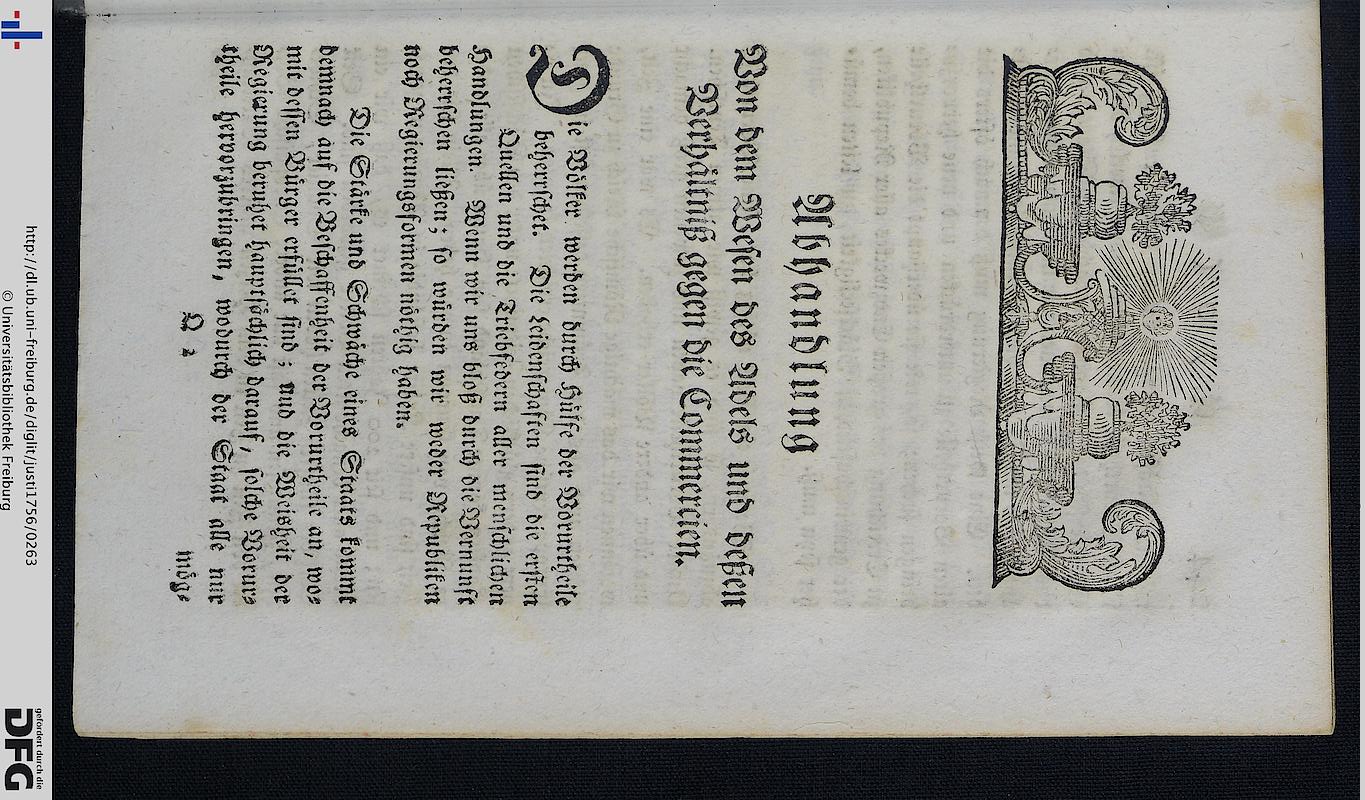 Abhandlung
Von dem Wesen des Adels und deßen
Verhältniß gegen die Commercien.
Die Völker werden durch Hülfe der Vorurtheile
beherrschet. Die Leidenschaften sind die ersten
Quellen und die Triebfedern aller menschlichen
Handlungen. Wenn wir uns bloß durch die Vernunft
beherrschen ließen; so würden wir weder Republiken
noch Regierungsformen nöthig haben.
Die Stärke und Schwäche eines Staats kommt
demnach auf die Beschaffenheit der Vorurtheile an, wo-
mit dessen Bürger erfüllet sind; und die Weisheit der
Regierung beruhet hauptsächlich darauf, solche Vorur-
theile hervorzubringen, wodurch der Staat alle nur
Q 2
mög-
http://dl.ub.uni-freiburg.de/diglit/justi1756/0263
© Universitätsbibliothek Freiburg
gefördert durch die
DFG